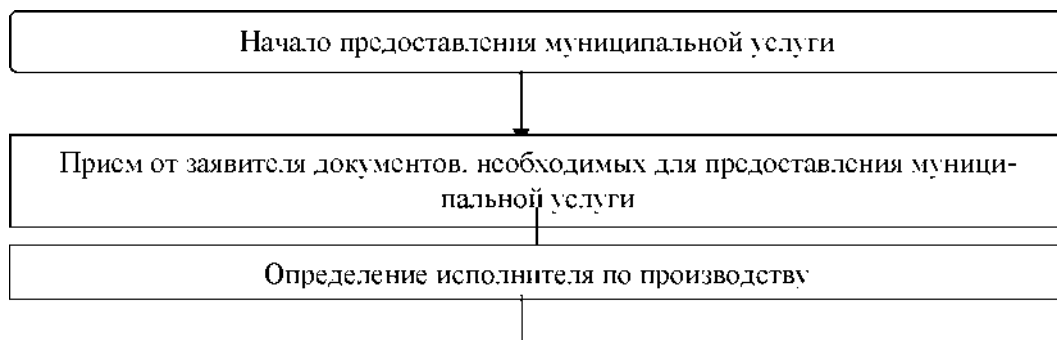 Начало предоставления муниципальной услуги
Прием от заявителя документов, необходимых для предоставления муници-
пальной услуги
Определение исполнителя по производству